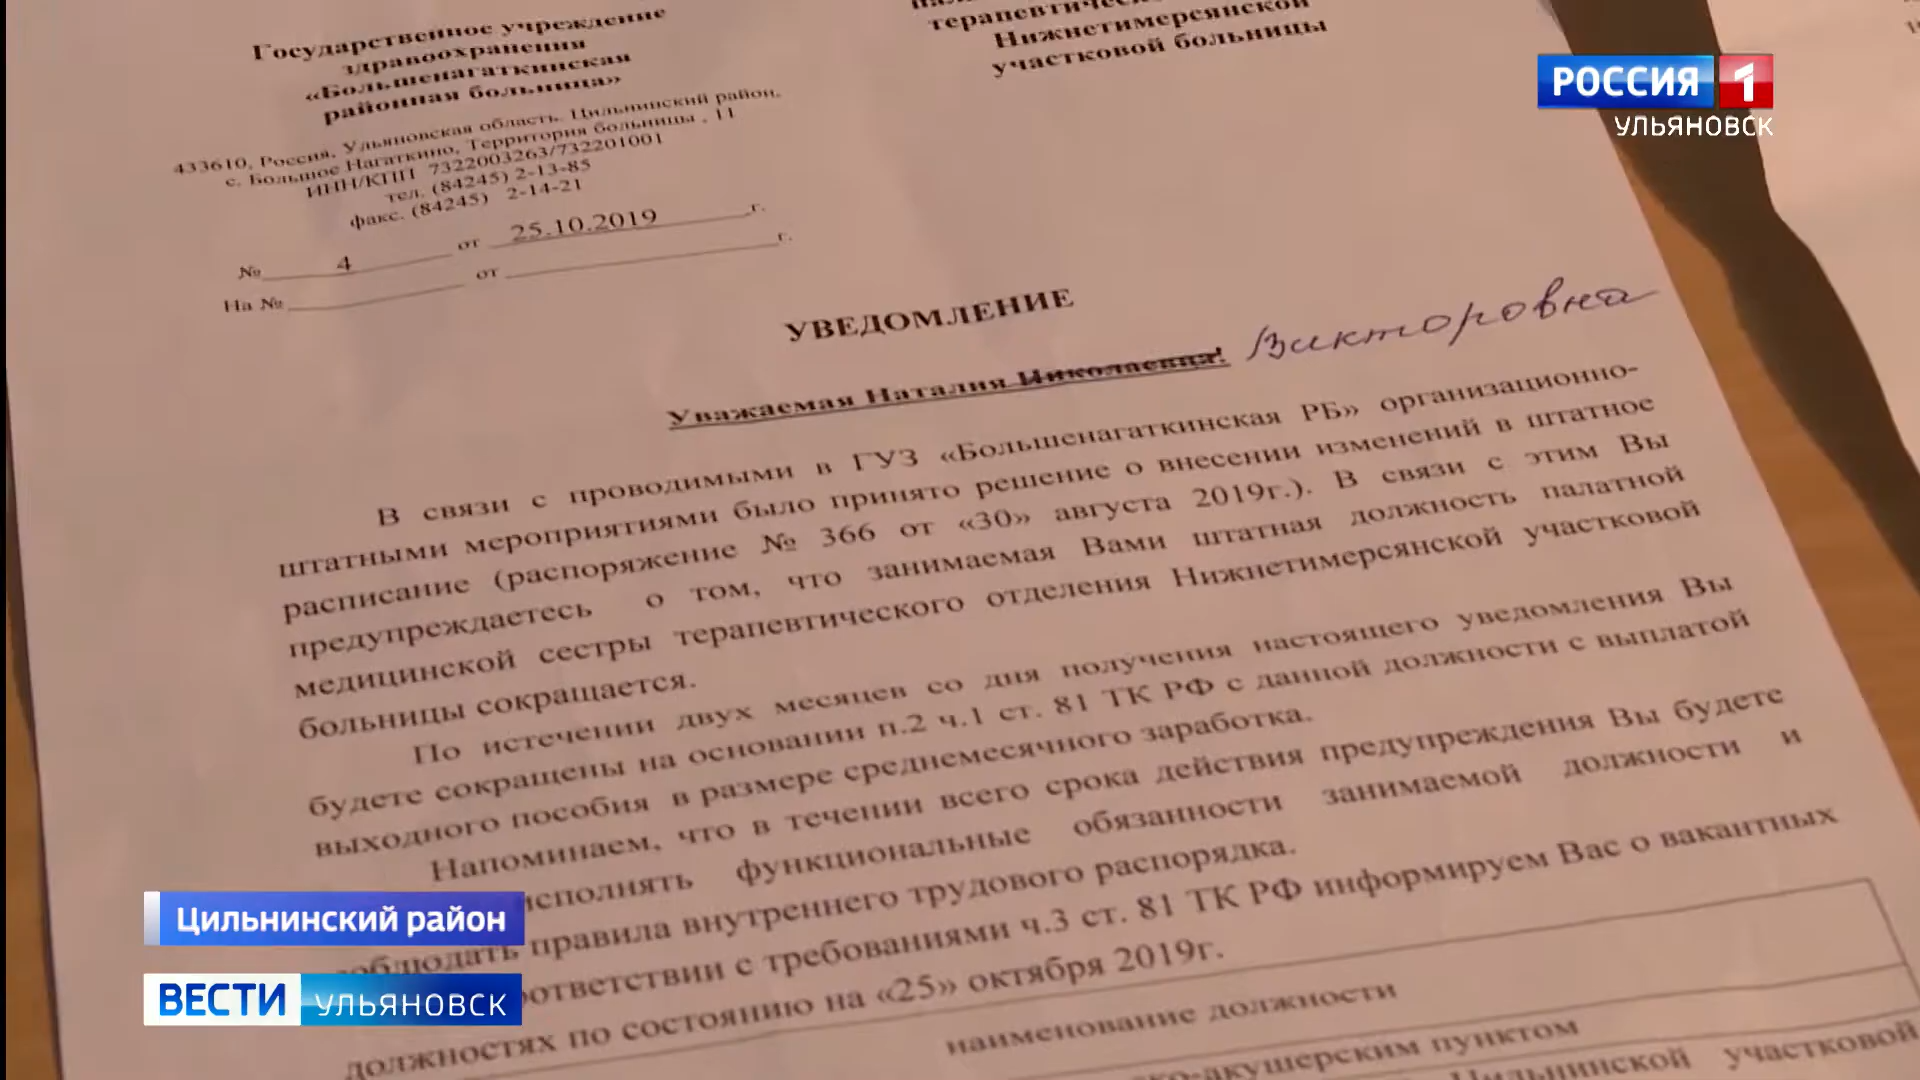 Государственное учреждение
здравоохранения
«Большенагаткинская
районная больница»
433610, Россия, Ульяновская область, Цильнинский район,
с. Большое Нагаткино, Территория больницы , 11
ИНН/КПП 7322003263/732201001
тел. (84245) 2-13-85
факс. (84245) 2-14-21
№ 4 от 25.10.2019 г.
На № от г.
Нижнетимерсянской
участковой больницы
РОССИЯ 1
УЛЬЯНОВСК
УВЕДОМЛЕНИЕ
Уважаемая Наталия Николаевна! Викторовна
В связи с проводимыми в ГУЗ «Большенагаткинская РБ» организационно-
штатными мероприятиями было принято решение о внесении изменений в штатное
расписание (распоряжение № 366 от «30» августа 2019г.). В связи с этим Вы
предупреждаетесь о том, что занимаемая Вами штатная должность палатной
медицинской сестры терапевтического отделения Нижнетимерсянской участковой
больницы сокращается.
По истечении двух месяцев со дня получения настоящего уведомления Вы
будете сокращены на основании п.2 ч.1 ст. 81 ТК РФ с данной должности с выплатой
выходного пособия в размере среднемесячного заработка.
Напоминаем, что в течении всего срока действия предупреждения Вы будете
исполнять функциональные обязанности занимаемой должности и
правила внутреннего трудового распорядка.
с требованиями ч.3 ст. 81 ТК РФ информируем Вас о вакантных
должностях по состоянию на «25» октября 2019г.
наименование должности
пунктом
Цильнинской участковой
Цильнинский район
ВЕСТИ УЛЬЯНОВСК